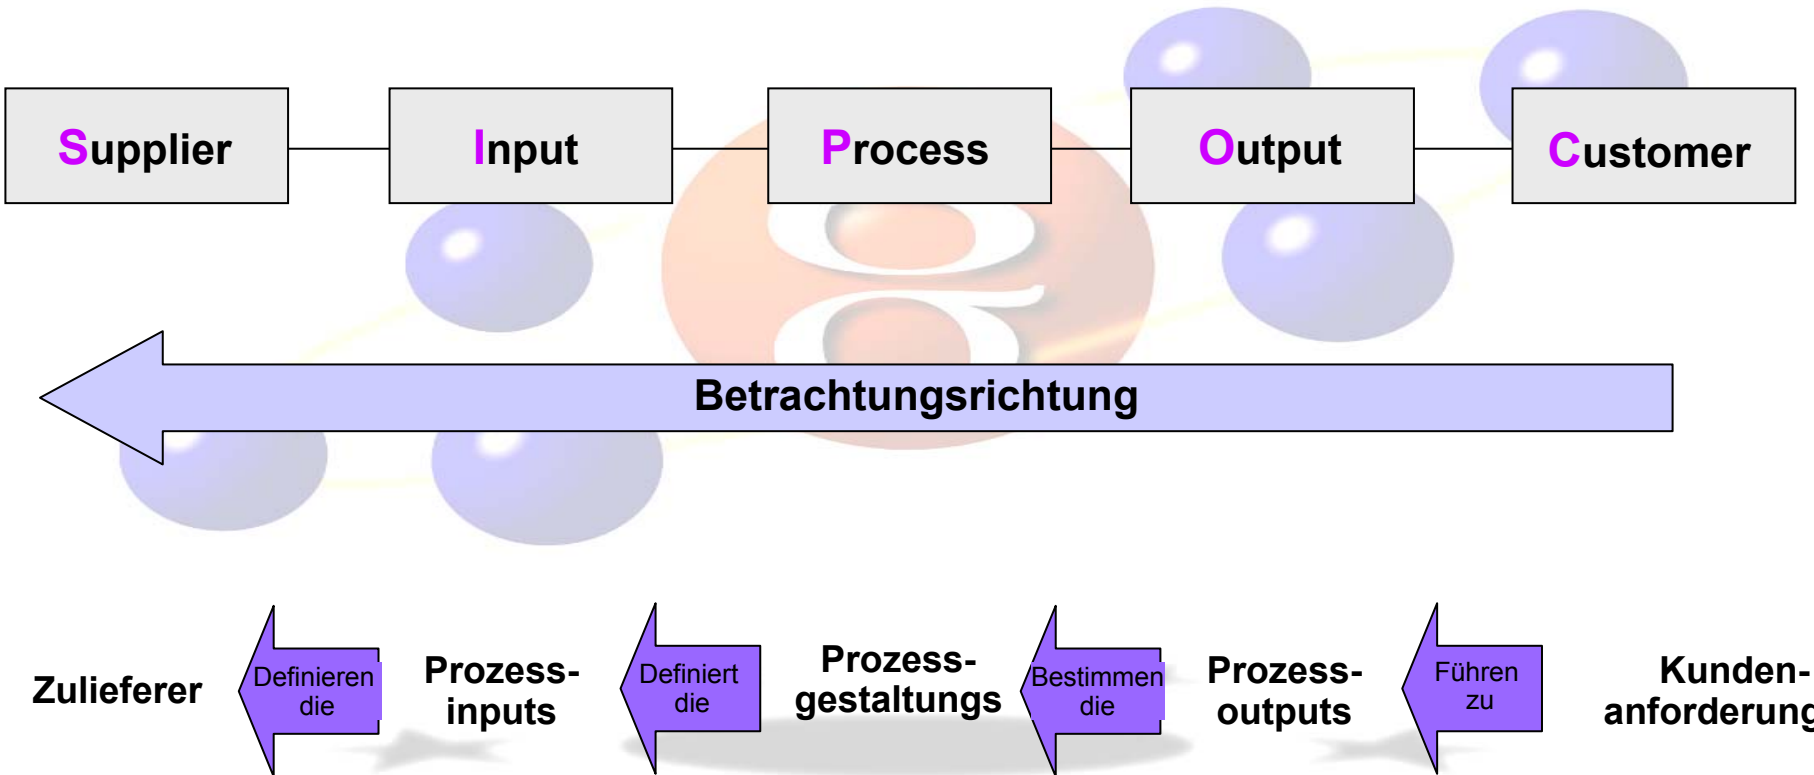 Supplier
Input
Process
Output
Customer
Betrachtungsrichtung
Zulieferer
Definieren
die
Prozess-
inputs
Definiert
die
Prozess-
gestaltungs
Bestimmen
die
Prozess-
outputs
Führen
zu
Kunden-
anforderung